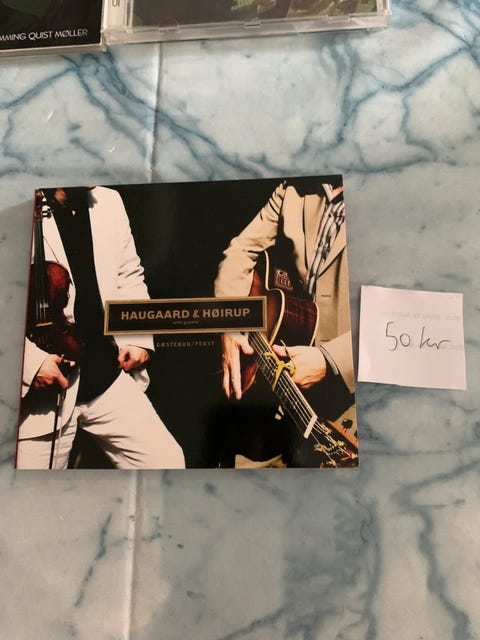 MMING QUIST MØLLER
HAUGAARD & HØIRUP
with guests
GÆSTEBUD/FEAST
50 kr